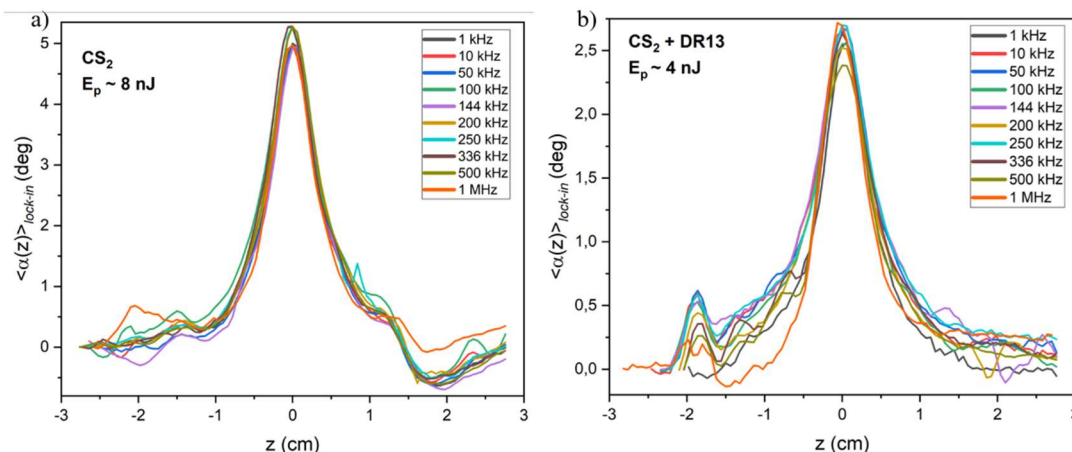 a)
CS2
Ep ~ 8 nJ
1 kHz
10 kHz
50 kHz
100 kHz
144 kHz
200 kHz
250 kHz
336 kHz
500 kHz
1 MHz
5
4
3
2
1
0
<α(z)>lock-in (deg)
-3 -2 -1 0 1 2 3
z (cm)
b)
CS2 + DR13
Ep ~ 4 nJ
1 kHz
10 kHz
50 kHz
100 kHz
144 kHz
200 kHz
250 kHz
336 kHz
500 kHz
1 MHz
2,5
2,0
1,5
1,0
0,5
0,0
<α(z)>lock-in (deg)
-3 -2 -1 0 1 2 3
z (cm)